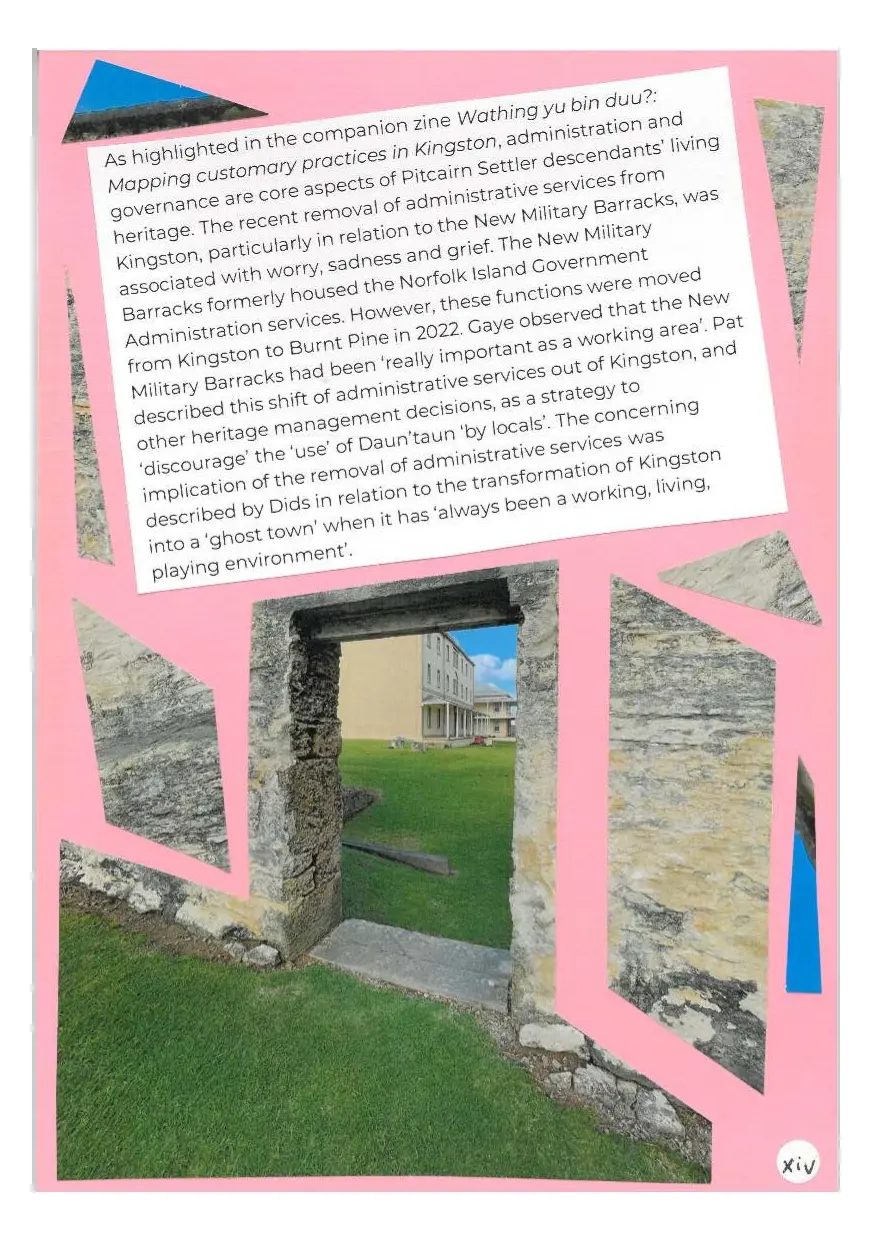 As highlighted in the companion zine Wathing yu bin duu?:
Mapping customary practices in Kingston, administration and
governance are core aspects of Pitcairn Settler descendants’ living
heritage. The recent removal of administrative services from
Kingston, particularly in relation to the New Military Barracks, was
associated with worry, sadness and grief. The New Military
Barracks formerly housed the Norfolk Island Government
Administration services. However, these functions were moved
from Kingston to Burnt Pine in 2022. Gaye observed that the New
Military Barracks had been ‘really important as a working area’. Pat
described this shift of administrative services out of Kingston, and
other heritage management decisions, as a strategy to
‘discourage’ the ‘use’ of Daun’taun ‘by locals’. The concerning
implication of the removal of administrative services was
described by Dids in relation to the transformation of Kingston
into a ‘ghost town’ when it has ‘always been a working, living,
playing environment’.
xiv